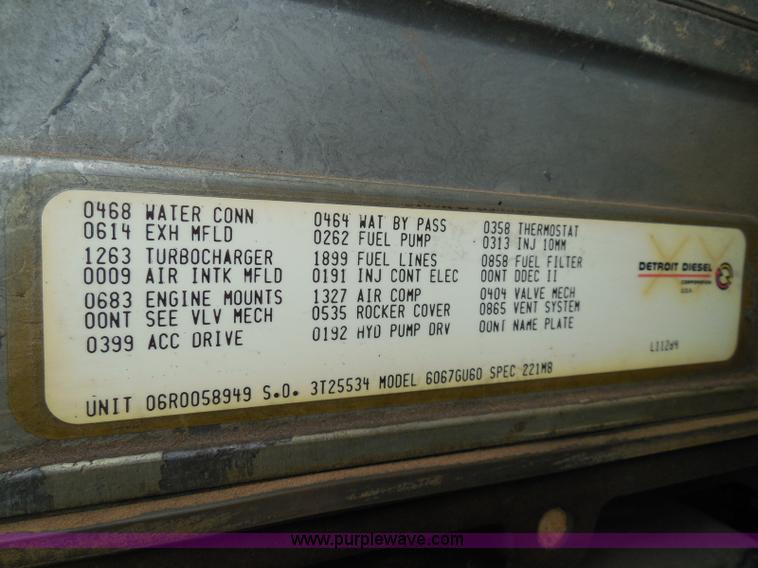 0468 WATER CONN
0614 EXH MFLD
1263 TURBOCHARGER
0009 AIR INTK MFLD
0683 ENGINE MOUNTS
00NT SEE VLV MECH
0399 ACC DRIVE
0464 WAT BY PASS
0262 FUEL PUMP
1899 FUEL LINES
0191 INJ CONT ELEC
1327 AIR COMP
0535 ROCKER COVER
0192 HYD PUMP DRV
0358 THERMOSTAT
0313 INJ 10MM
0858 FUEL FILTER
00NT DDEC II
0404 VALVE MECH
0865 VENT SYSTEM
00NT NAME PLATE
DETROIT DIESEL
CORPORATION
USA
UNIT 06R0058949 S.O. 3T25534 MODEL 6067GU60 SPEC 221M8
www.purplewave.com